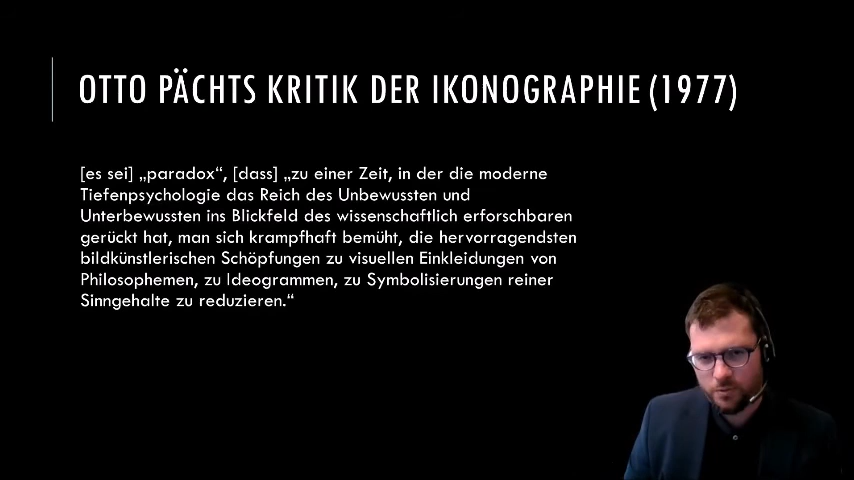 OTTO PÄCHTS KRITIK DER IKONOGRAPHIE (1977)
[es sei] „paradox“, [dass] „zu einer Zeit, in der die moderne
Tiefenpsychologie das Reich des Unbewussten und
Unterbewussten ins Blickfeld des wissenschaftlich erforschbaren
gerückt hat, man sich krampfhaft bemüht, die hervorragendsten
bildkünstlerischen Schöpfungen zu visuellen Einkleidungen von
Philosophemen, zu Ideogrammen, zu Symbolisierungen reiner
Sinngehalte zu reduzieren.“